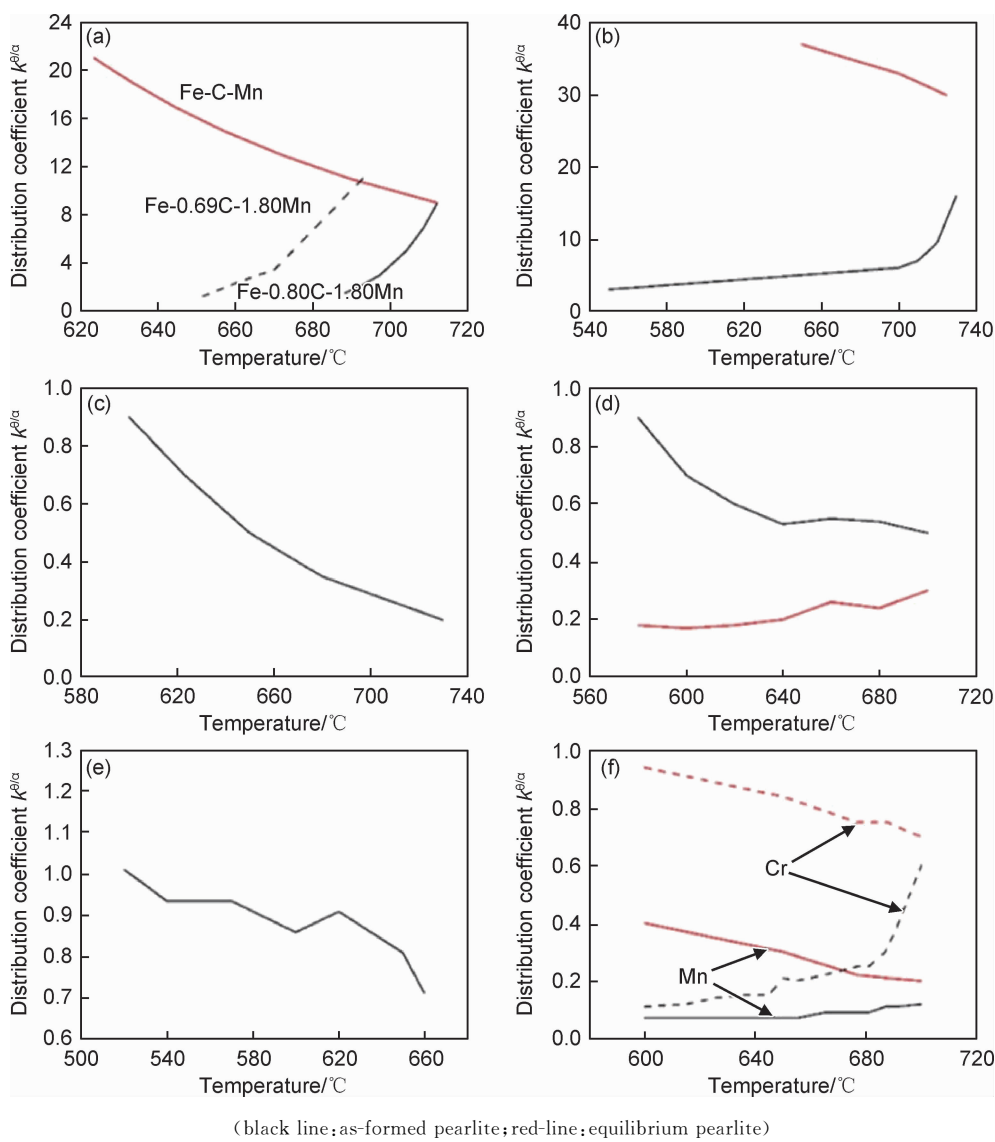 (a)
24
20
16
12
8
4
0
Distribution coefficient k^θ/α
Fe-C-Mn
Fe-0.69C-1.80Mn
Fe-0.80C-1.80Mn
620 640 660 680 700 720
Temperature/℃
(b)
40
30
20
10
0
Distribution coefficient k^θ/α
540 580 620 660 700 740
Temperature/℃
(c)
1.0
0.8
0.6
0.4
0.2
0.0
Distribution coefficient k^θ/α
580 620 660 700 740
Temperature/℃
(d)
1.0
0.8
0.6
0.4
0.2
0.0
Distribution coefficient k^θ/α
560 600 640 680 720
Temperature/℃
(e)
1.3
1.2
1.1
1.0
0.9
0.8
0.7
0.6
Distribution coefficient k^θ/α
500 540 580 620 660
Temperature/℃
(f)
1.0
0.8
0.6
0.4
0.2
0.0
Distribution coefficient k^θ/α
Cr
Mn
600 640 680 720
Temperature/℃
(black line:as-formed pearlite;red-line:equilibrium pearlite)